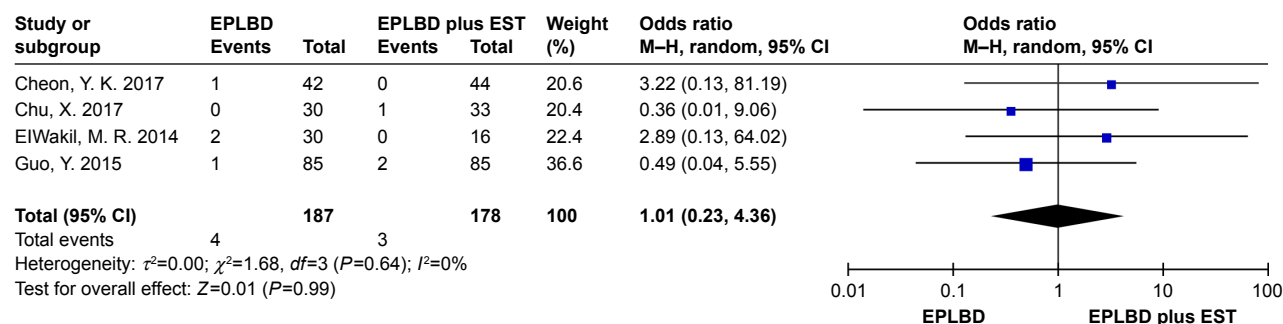 Study or subgroup EPLBD Events Total EPLBD plus EST Events Total Weight (%) Odds ratio M–H, random, 95% CI Odds ratio M–H, random, 95% CI
Cheon, Y. K. 2017 1 42 0 44 20.6 3.22 (0.13, 81.19)
Chu, X. 2017 0 30 1 33 20.4 0.36 (0.01, 9.06)
ElWakil, M. R. 2014 2 30 0 16 22.4 2.89 (0.13, 64.02)
Guo, Y. 2015 1 85 2 85 36.6 0.49 (0.04, 5.55)
Total (95% CI) 187 178 100 1.01 (0.23, 4.36)
Total events 4 3
Heterogeneity: τ²=0.00; χ²=1.68, df=3 (P=0.64); I²=0%
Test for overall effect: Z=0.01 (P=0.99)
0.01 0.1 1 10 100
EPLBD EPLBD plus EST